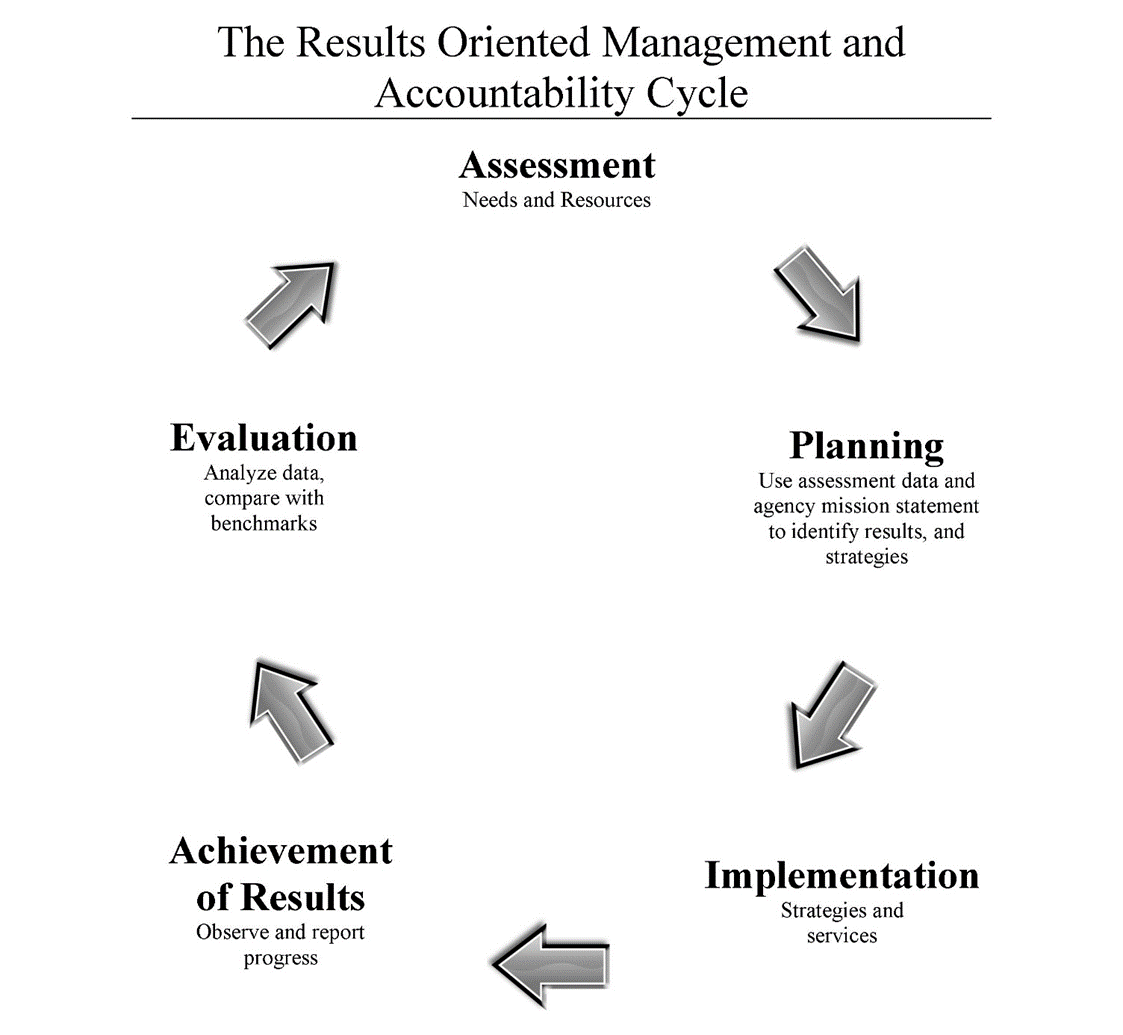 The Results Oriented Management and
Accountability Cycle
Assessment
Needs and Resources
Planning
Use assessment data and
agency mission statement
to identify results, and
strategies
Implementation
Strategies and
services
Achievement
of Results
Observe and report
progress
Evaluation
Analyze data,
compare with
benchmarks